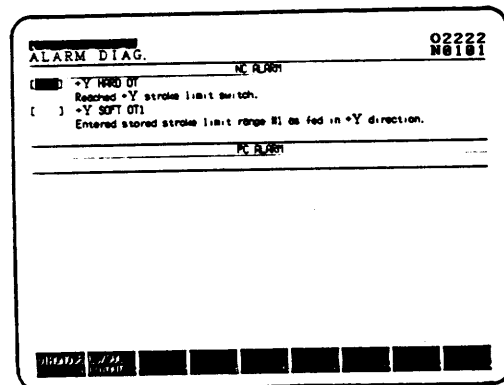 O2222
ALARM DIAG. N0101
NC ALARM
[ ] +Y HARD OT
Reached +Y stroke limit switch.
[ ] +Y SOFT OT1
Entered stored stroke limit range #1 as fed in +Y direction.
PC ALARM